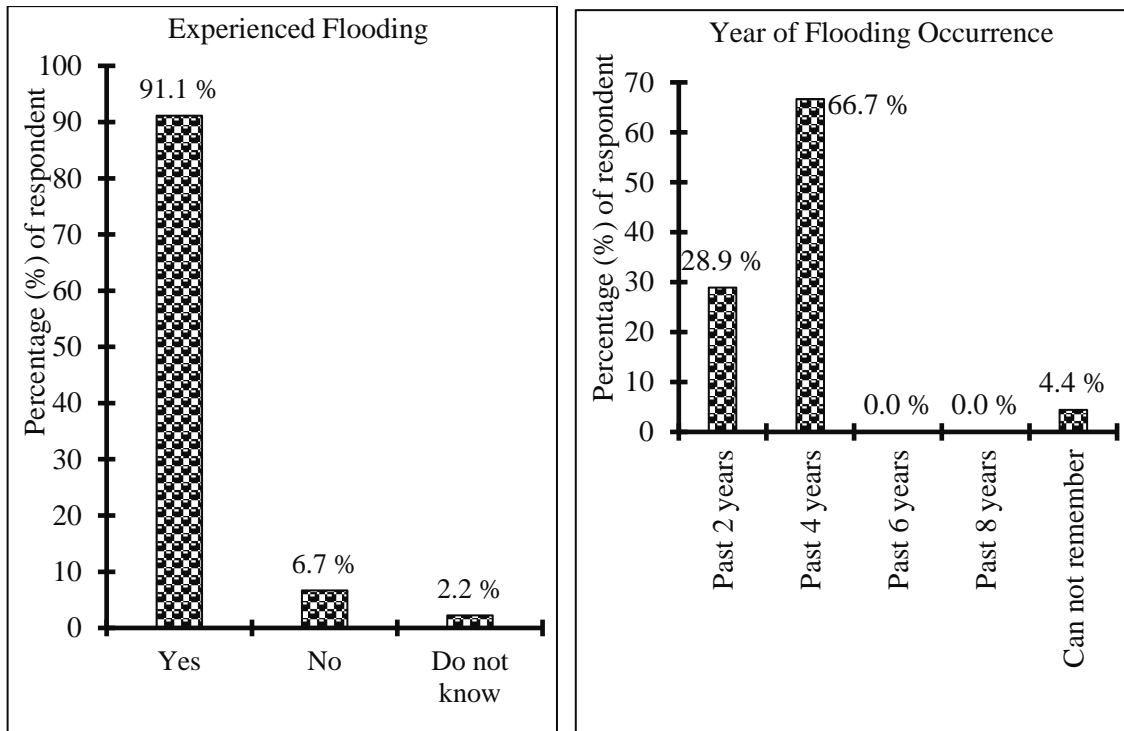 Experienced Flooding
Percentage (%) of respondent
100
90
80
70
60
50
40
30
20
10
0
91.1 %
6.7 %
2.2 %
Yes
No
Do not
know
Year of Flooding Occurrence
Percentage (%) of respondent
70
60
50
40
30
20
10
0
28.9 %
66.7 %
0.0 %
0.0 %
4.4 %
Past 2 years
Past 4 years
Past 6 years
Past 8 years
Can not remember